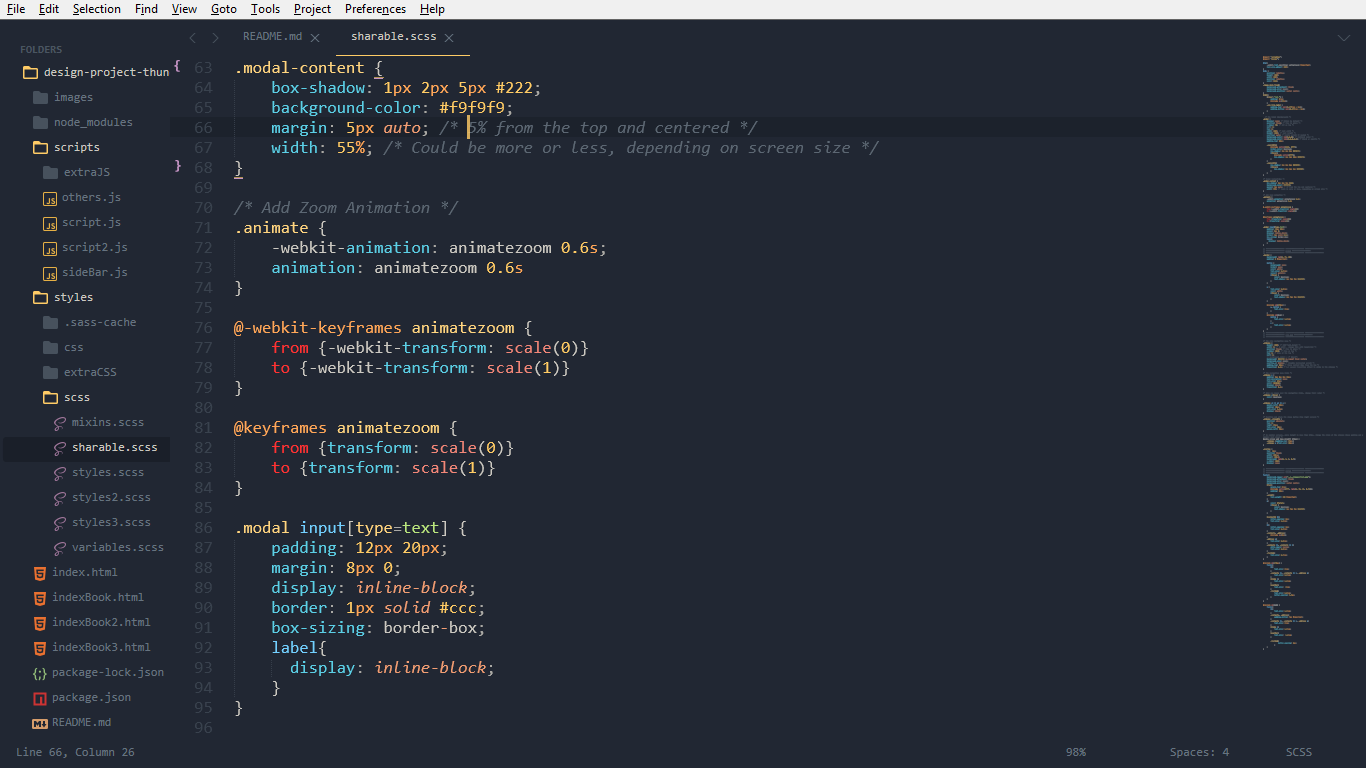 File Edit Selection Find View Goto Tools Project Preferences Help
FOLDERS
design-project-thun
images
node_modules
scripts
extraJS
others.js
script.js
script2.js
sideBar.js
styles
.sass-cache
css
extraCSS
scss
mixins.scss
sharable.scss
styles.scss
styles2.scss
styles3.scss
variables.scss
index.html
indexBook.html
indexBook2.html
indexBook3.html
package-lock.json
package.json
README.md
README.md sharable.scss
63 .modal-content {
64 box-shadow: 1px 2px 5px #222;
65 background-color: #f9f9f9;
66 margin: 5px auto; /* 5% from the top and centered */
67 width: 55%; /* Could be more or less, depending on screen size */
68 }
69
70 /* Add Zoom Animation */
71 .animate {
72 -webkit-animation: animatezoom 0.6s;
73 animation: animatezoom 0.6s
74 }
75
76 @-webkit-keyframes animatezoom {
77 from {-webkit-transform: scale(0)}
78 to {-webkit-transform: scale(1)}
79 }
80
81 @keyframes animatezoom {
82 from {transform: scale(0)}
83 to {transform: scale(1)}
84 }
85
86 .modal input[type=text] {
87 padding: 12px 20px;
88 margin: 8px 0;
89 display: inline-block;
90 border: 1px solid #ccc;
91 box-sizing: border-box;
92 label{
93 display: inline-block;
94 }
95 }
96
Line 66, Column 26 98% Spaces: 4 SCSS